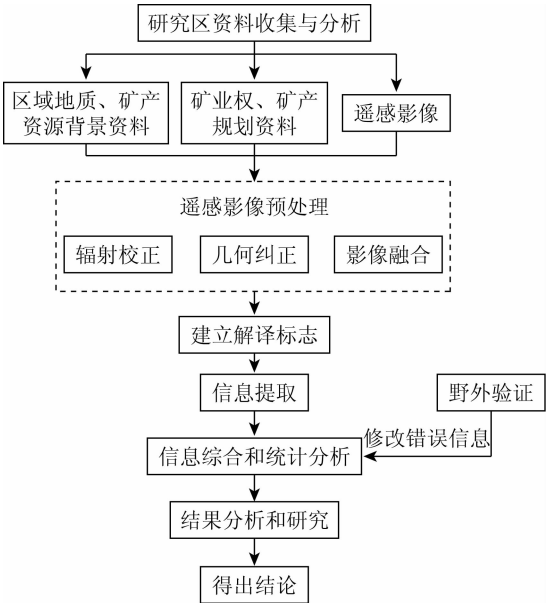 研究区资料收集与分析
区域地质、矿产
资源背景资料
矿业权、矿产
规划资料
遥感影像
遥感影像预处理
辐射校正
几何纠正
影像融合
建立解译标志
信息提取
野外验证
修改错误信息
信息综合和统计分析
结果分析和研究
得出结论